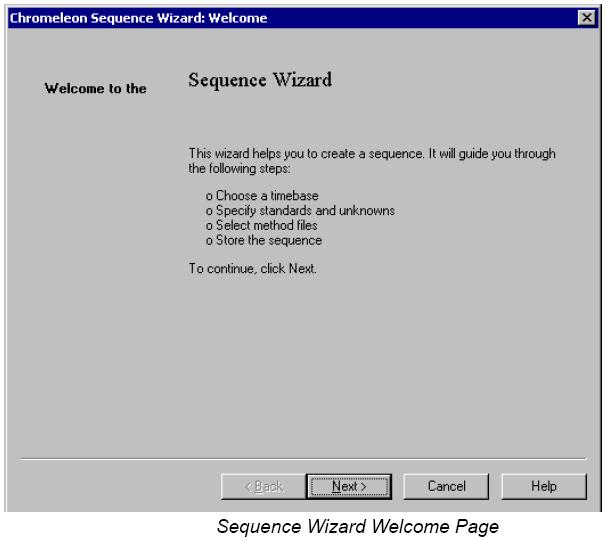 Chromeleon Sequence Wizard: Welcome
Welcome to the
Sequence Wizard
This wizard helps you to create a sequence. It will guide you through
the following steps:
o Choose a timebase
o Specify standards and unknowns
o Select method files
o Store the sequence
To continue, click Next.
< Back
Next >
Cancel
Help
Sequence Wizard Welcome Page